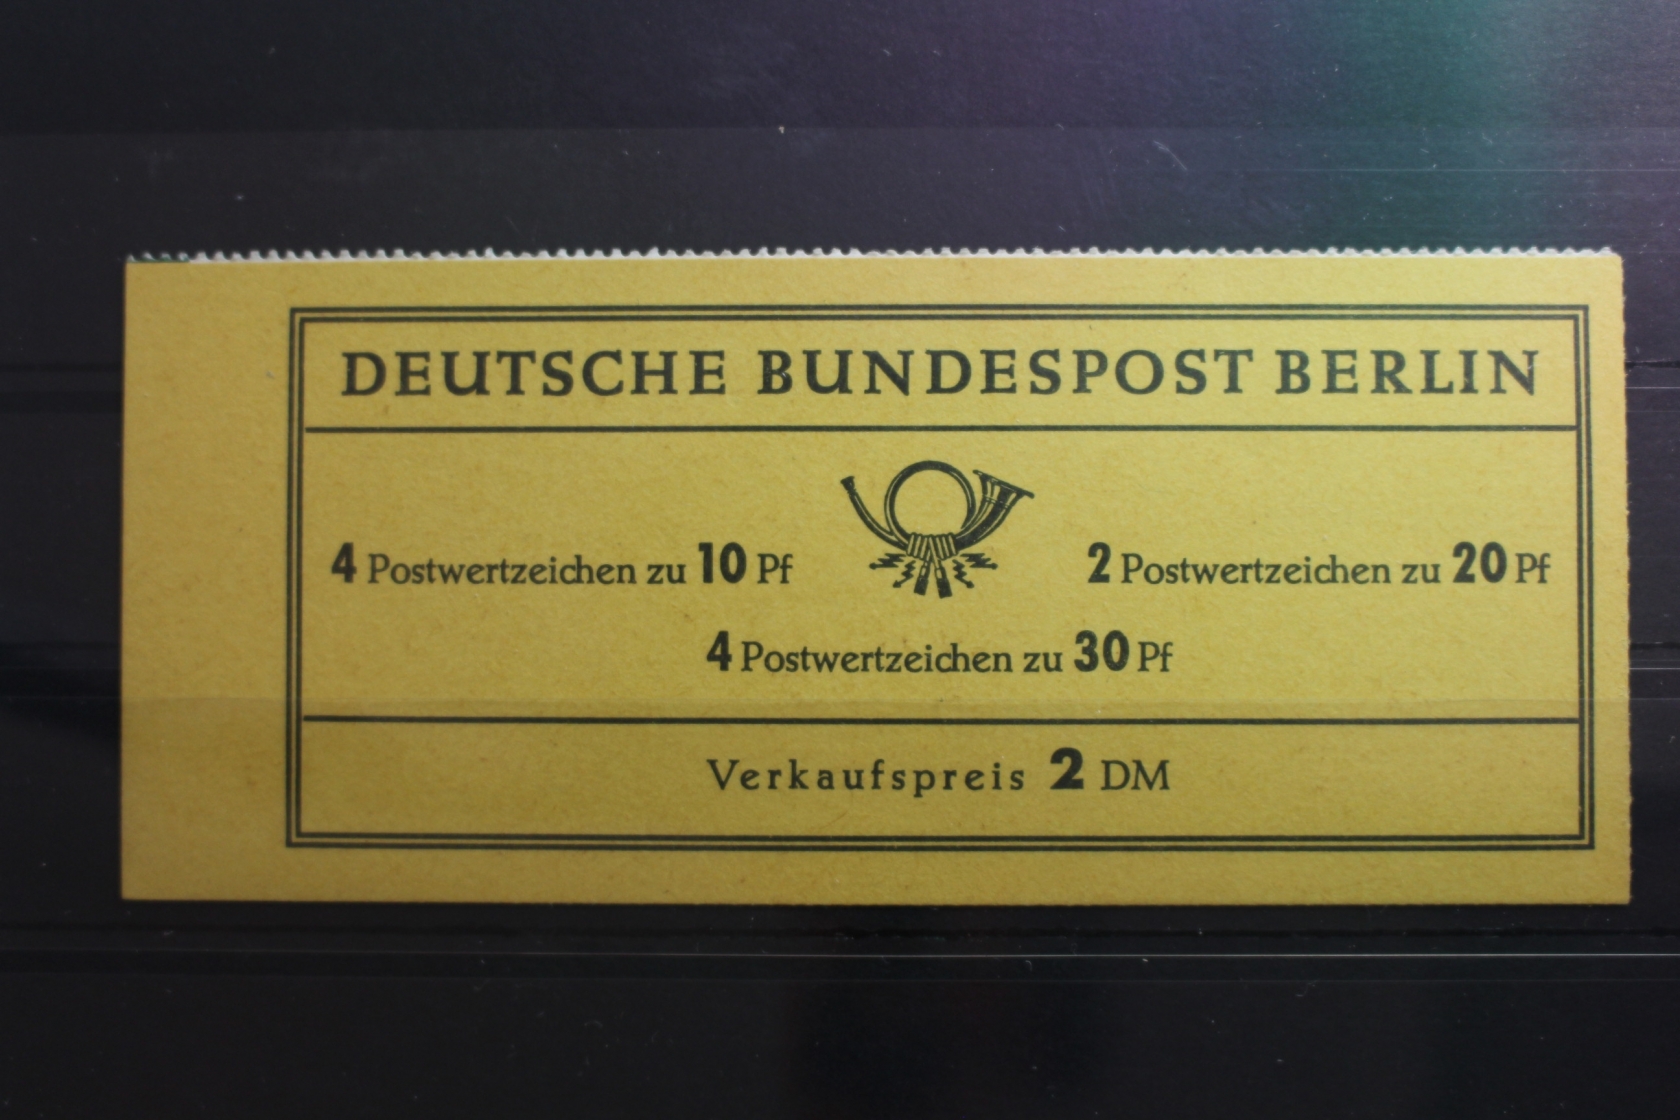 DEUTSCHE BUNDESPOST BERLIN
4 Postwertzeichen zu 10 Pf
2 Postwertzeichen zu 20 Pf
4 Postwertzeichen zu 30 Pf
Verkaufspreis 2 DM